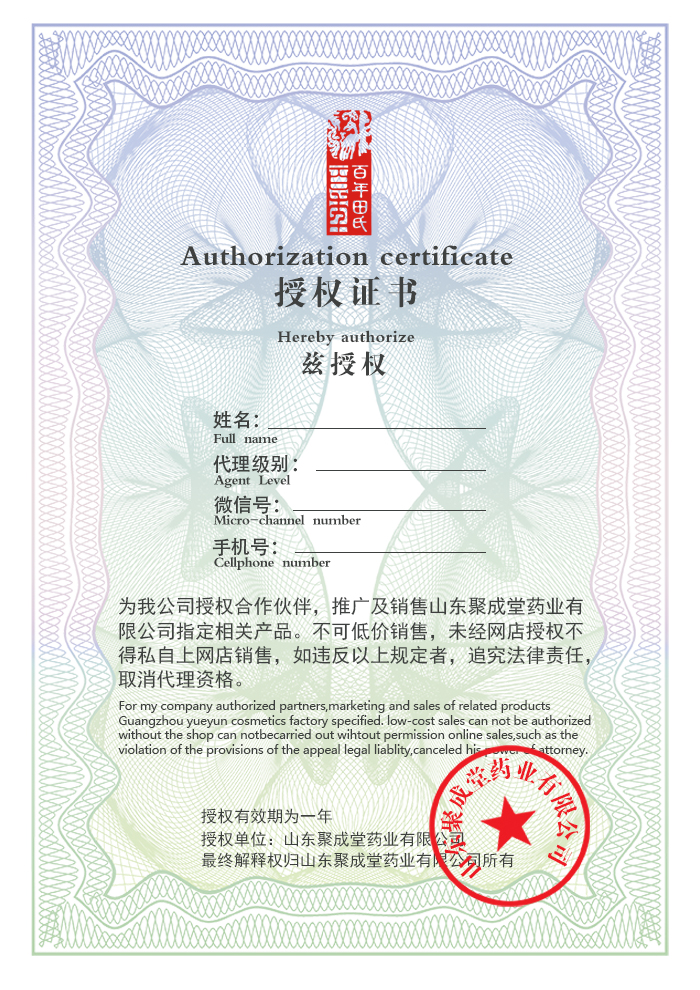 百年田氏
Authorization certificate
授权证书
Hereby authorize
兹授权
姓名:
Full name
代理级别:
Agent Level
微信号:
Micro-channel number
手机号:
Cellphone number
为我公司授权合作伙伴，推广及销售山东聚成堂药业有
限公司指定相关产品。不可低价销售，未经网店授权不
得私自上网店销售，如违反以上规定者，追究法律责任，
取消代理资格。
For my company authorized partners,marketing and sales of related products
Guangzhou yueyun cosmetics factory specified. low-cost sales can not be authorized
without the shop can notbecarried out wihtout permission online sales,such as the
violation of the provisions of the appeal legal liablity,canceled his power of attorney.
授权有效期为一年
授权单位：山东聚成堂药业有限公司
最终解释权归山东聚成堂药业有限公司所有
山东聚成堂药业有限公司